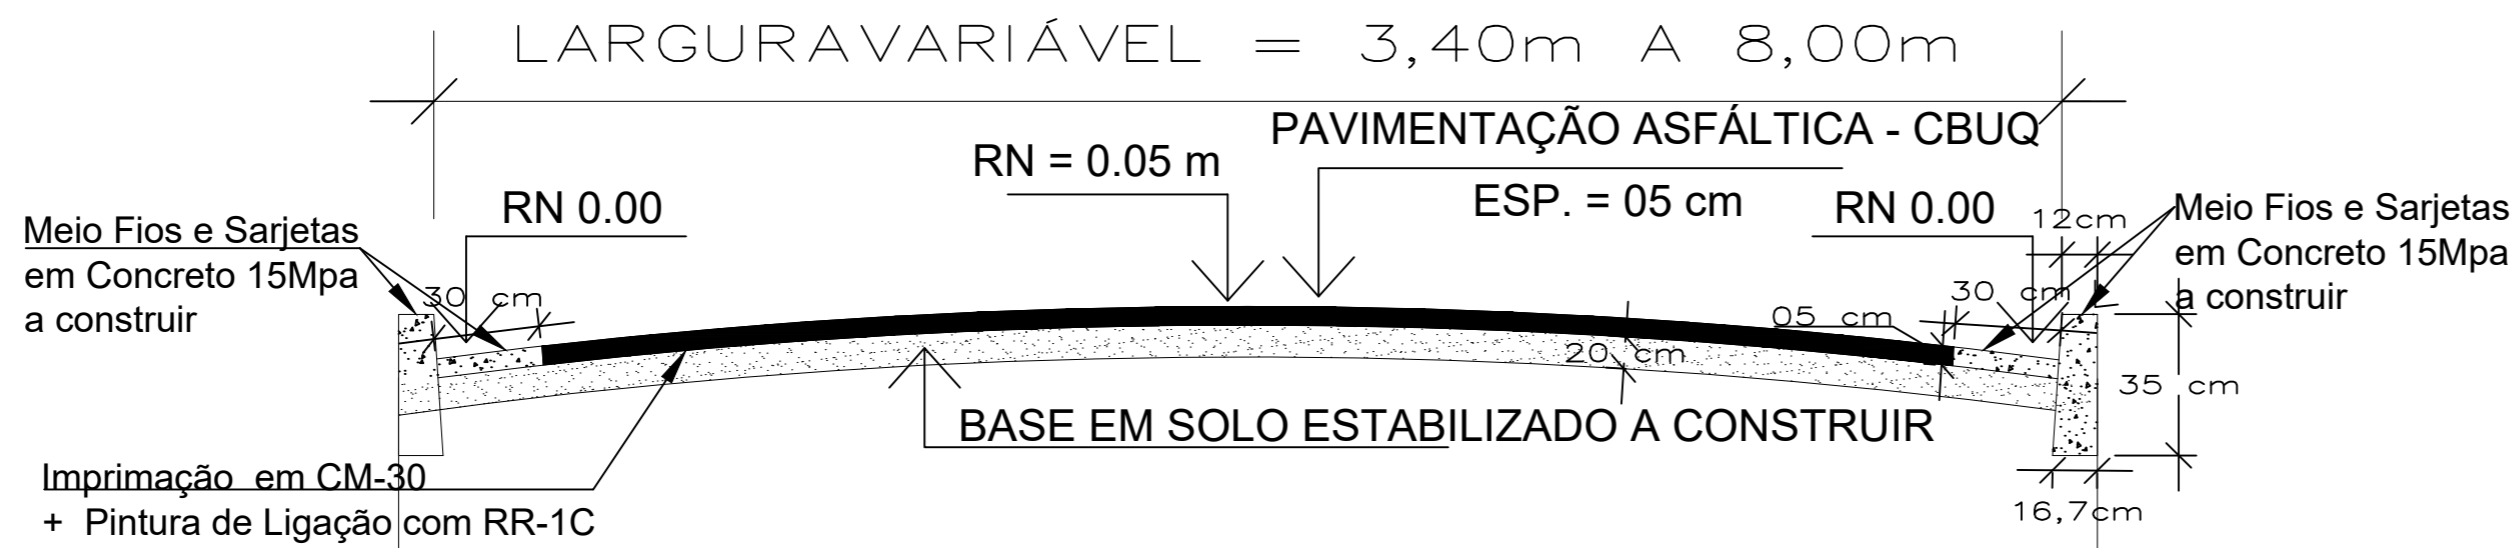 LARGURAVARIÁVEL = 3,40m A 8,00m
PAVIMENTAÇÃO ASFÁLTICA - CBUQ
ESP. = 05 cm
RN = 0.05 m
RN 0.00
RN 0.00
Meio Fios e Sarjetas
em Concreto 15Mpa
a construir
30 cm
12cm
Meio Fios e Sarjetas
em Concreto 15Mpa
a construir
30 cm
05 cm
20 cm
35 cm
BASE EM SOLO ESTABILIZADO A CONSTRUIR
Imprimação em CM-30
+ Pintura de Ligação com RR-1C
16,7cm